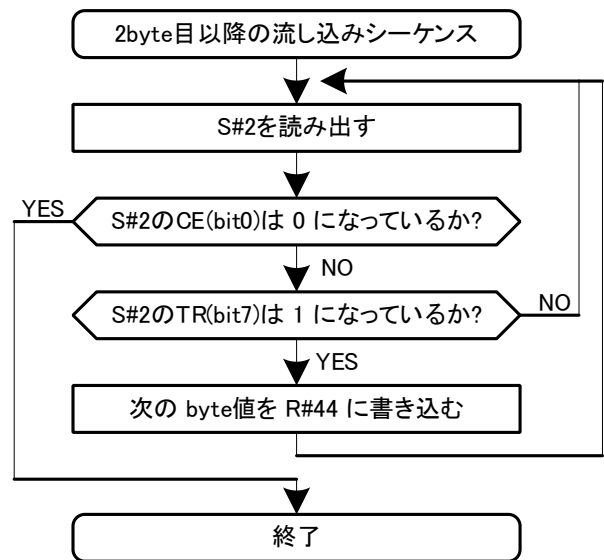 2byte目以降の流し込みシーケンス
S#2を読み出す
YES
S#2のCE(bit0)は 0 になっているか?
NO
S#2のTR(bit7)は 1 になっているか?
NO
YES
次の byte値を R#44 に書き込む
終了